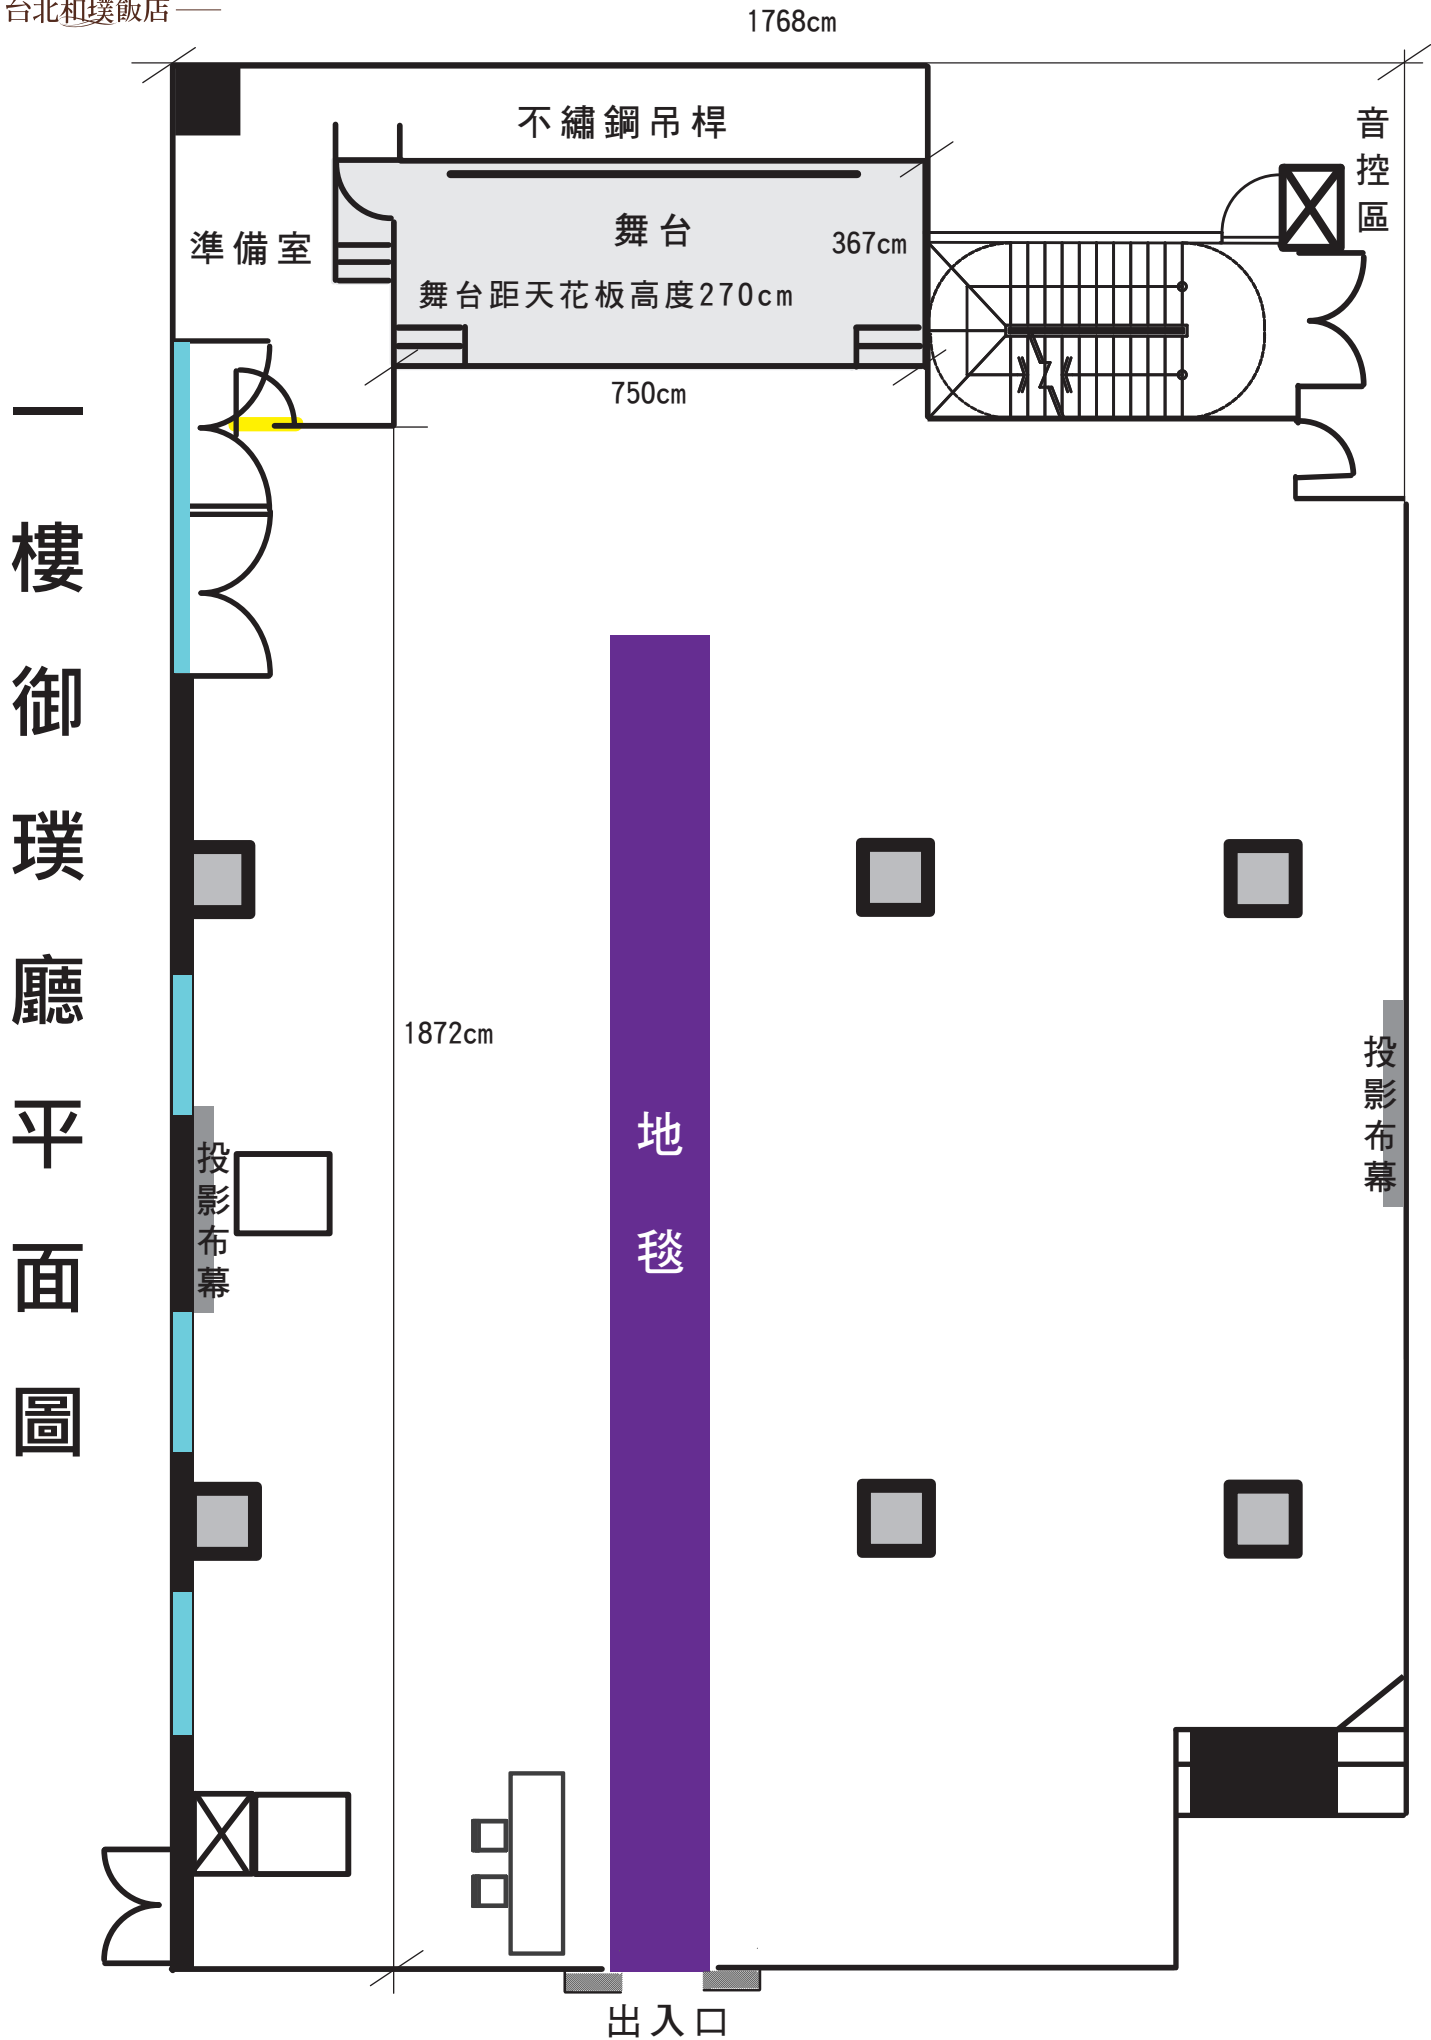 台北和璞飯店
1768cm
不繡鋼吊桿
音控區
準備室
舞台
367cm
舞台距天花板高度270cm
750cm
一樓御璞廳平面圖
1872cm
地毯
投影布幕
投影布幕
出入口